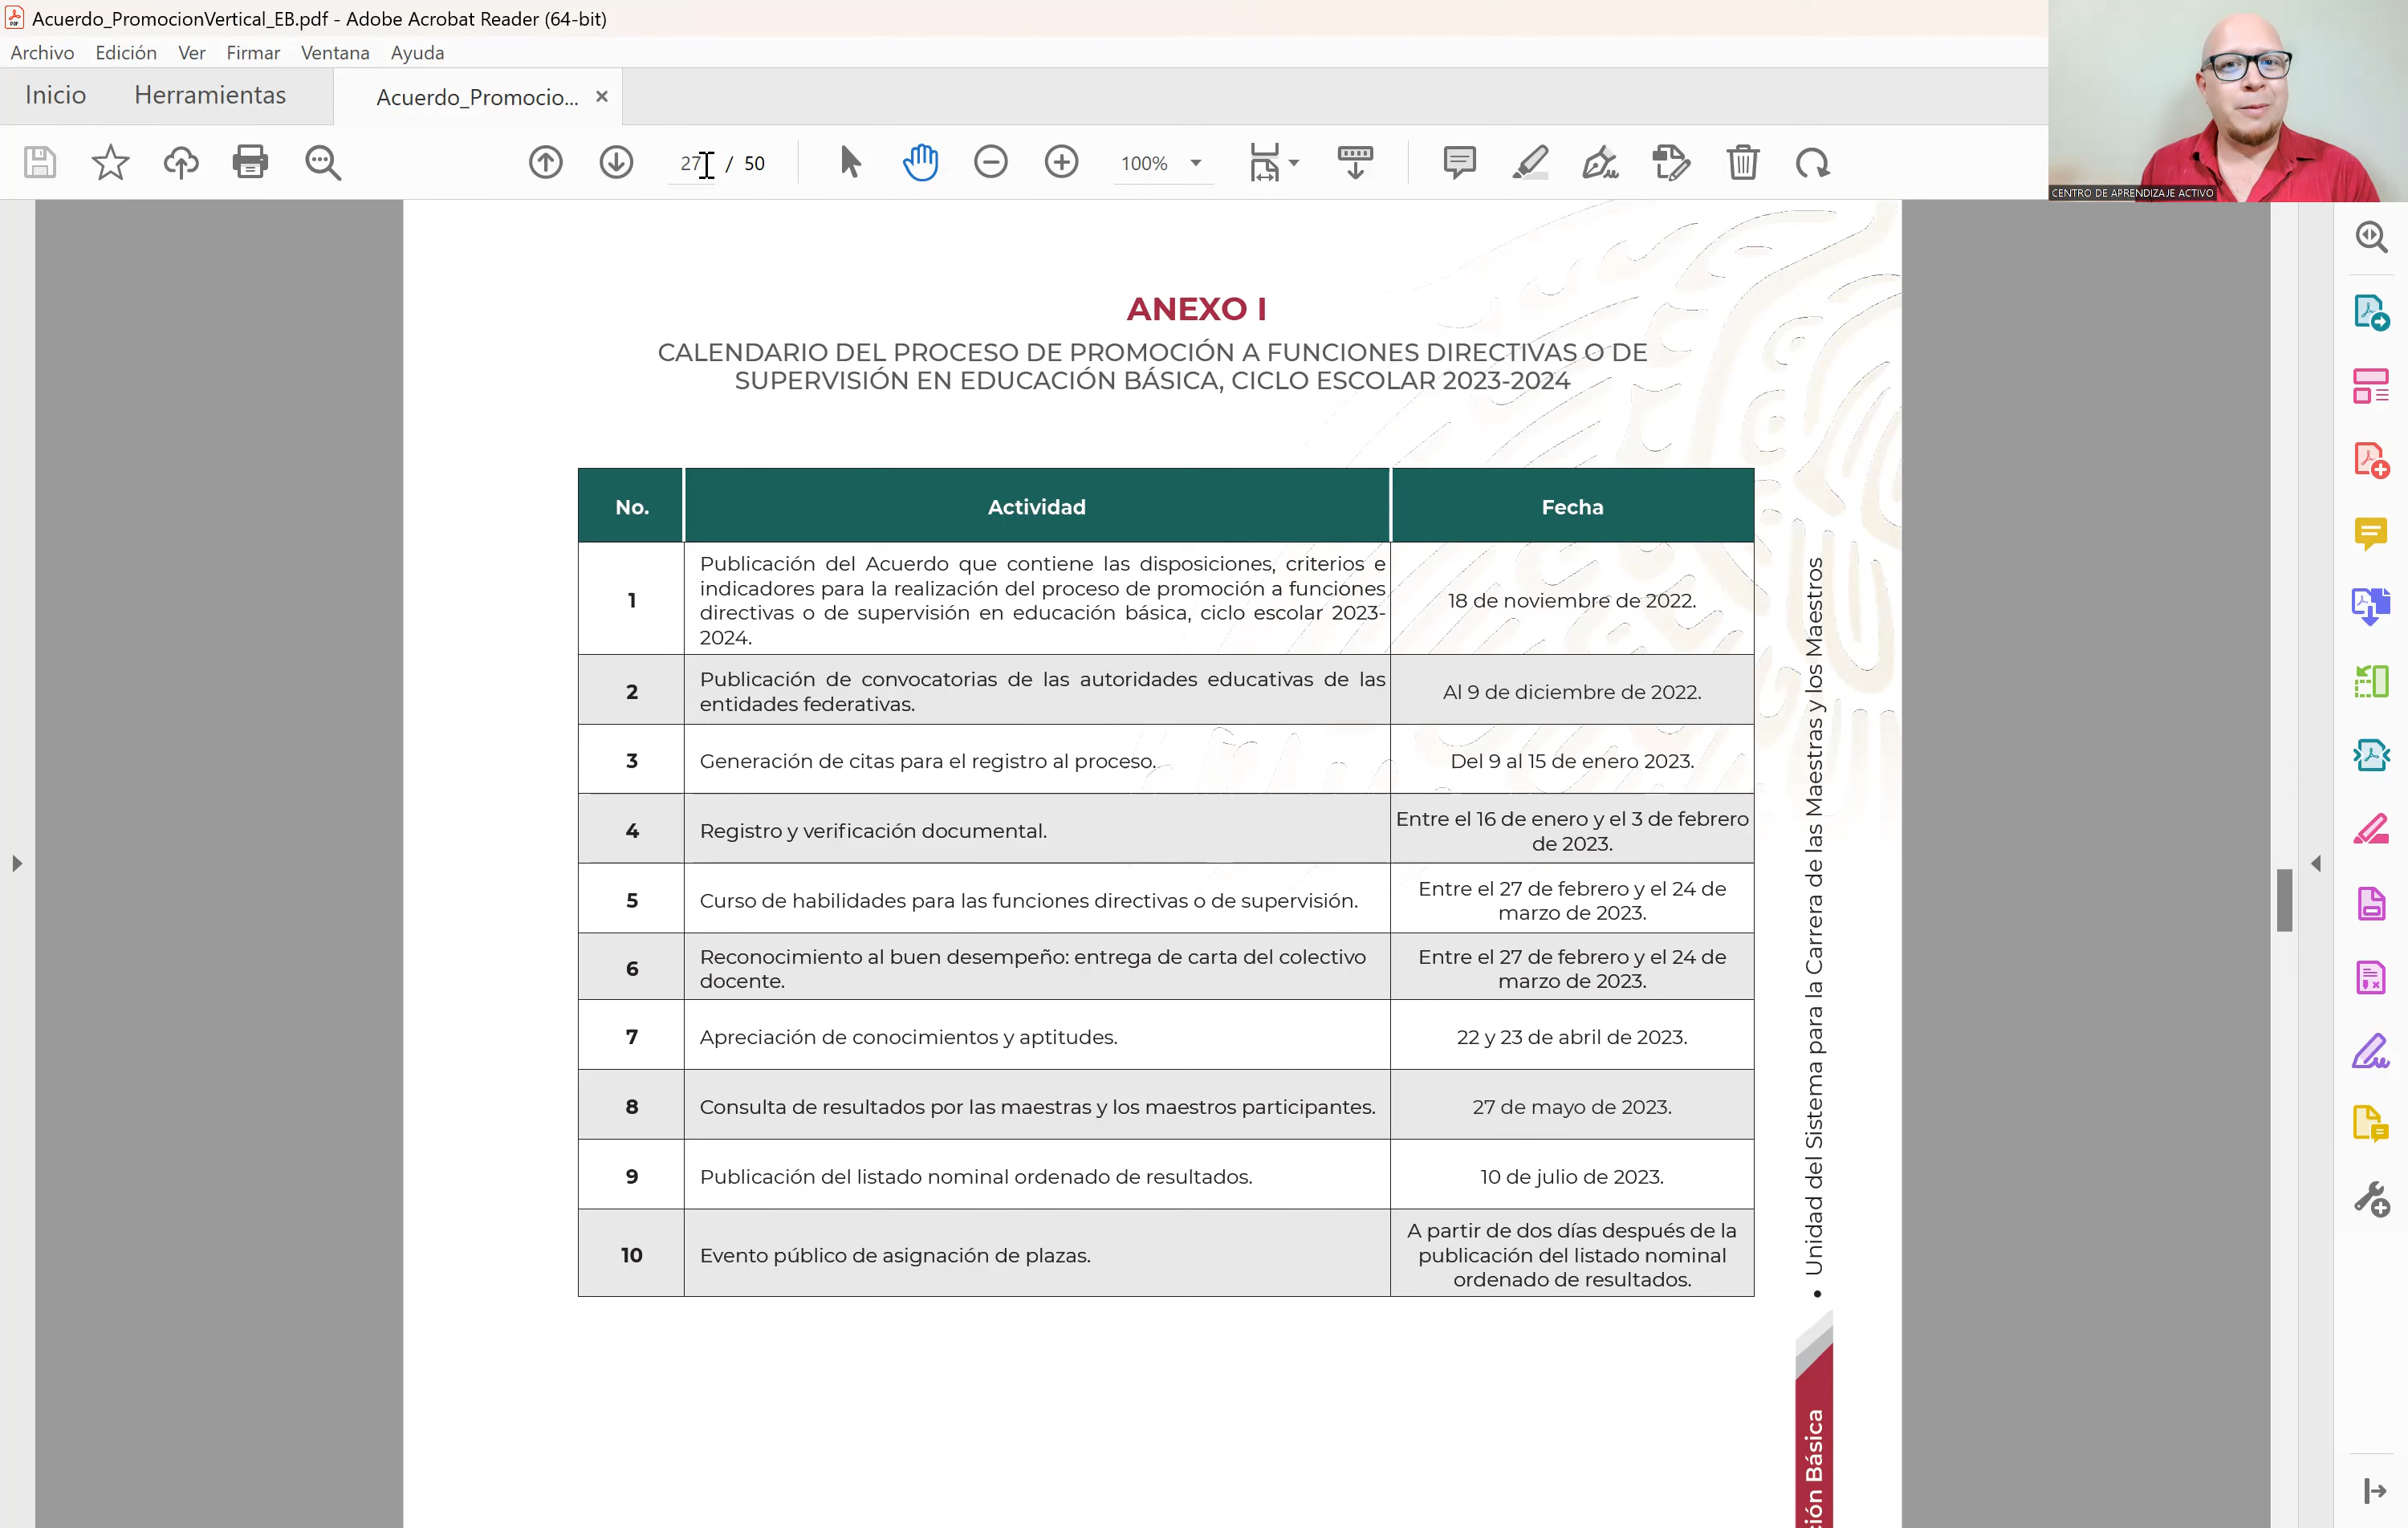 Acuerdo_PromocionVertical_EB.pdf - Adobe Acrobat Reader (64-bit)
Archivo Edición Ver Firmar Ventana Ayuda
Inicio Herramientas Acuerdo_Promocio...
27 / 50 100%
CENTRO DE APRENDIZAJE ACTIVO
ANEXO I
CALENDARIO DEL PROCESO DE PROMOCIÓN A FUNCIONES DIRECTIVAS O DE
SUPERVISIÓN EN EDUCACIÓN BÁSICA, CICLO ESCOLAR 2023-2024
No. Actividad Fecha
1
Publicación del Acuerdo que contiene las disposiciones, criterios e
indicadores para la realización del proceso de promoción a funciones
directivas o de supervisión en educación básica, ciclo escolar 2023-
2024.
18 de noviembre de 2022.
2
Publicación de convocatorias de las autoridades educativas de las
entidades federativas.
Al 9 de diciembre de 2022.
3 Generación de citas para el registro al proceso. Del 9 al 15 de enero 2023.
4 Registro y verificación documental.
Entre el 16 de enero y el 3 de febrero
de 2023.
5 Curso de habilidades para las funciones directivas o de supervisión.
Entre el 27 de febrero y el 24 de
marzo de 2023.
6
Reconocimiento al buen desempeño: entrega de carta del colectivo
docente.
Entre el 27 de febrero y el 24 de
marzo de 2023.
7 Apreciación de conocimientos y aptitudes. 22 y 23 de abril de 2023.
8 Consulta de resultados por las maestras y los maestros participantes. 27 de mayo de 2023.
9 Publicación del listado nominal ordenado de resultados. 10 de julio de 2023.
10 Evento público de asignación de plazas.
A partir de dos días después de la
publicación del listado nominal
ordenado de resultados.
• Unidad del Sistema para la Carrera de las Maestras y los Maestros
ción Básica